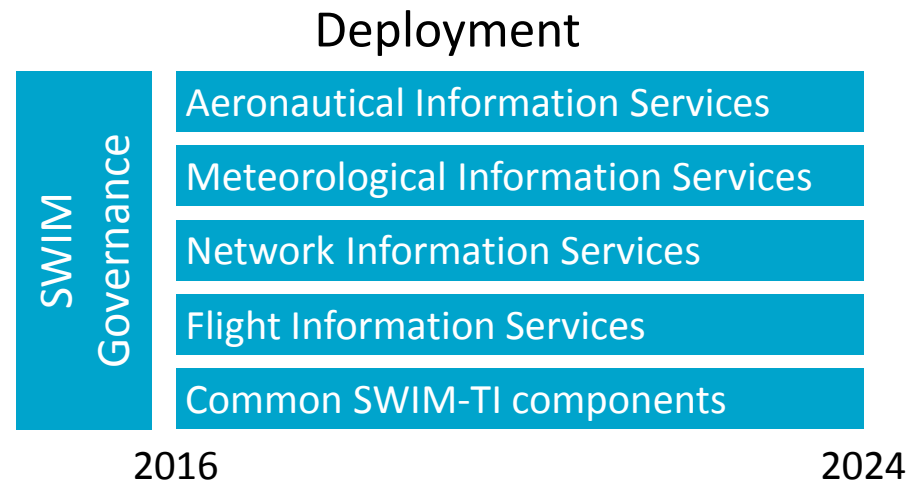 Deployment
SWIM
Governance
Aeronautical Information Services
Meteorological Information Services
Network Information Services
Flight Information Services
Common SWIM-TI components
2016
2024